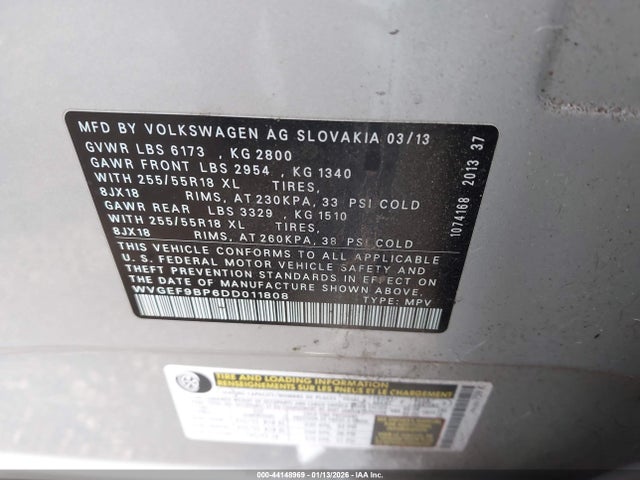 MFD BY VOLKSWAGEN AG SLOVAKIA 03/13
GVWR LBS 6173 , KG 2800
GAWR FRONT LBS 2954 , KG 1340
WITH 255/55R18 XL TIRES,
8JX18 RIMS, AT 230KPA, 33 PSI COLD
GAWR REAR LBS 3329 , KG 1510
WITH 255/55R18 XL TIRES,
8JX18 RIMS, AT 260KPA, 38 PSI COLD
THIS VEHICLE CONFORMS TO ALL APPLICABLE
U.S. FEDERAL MOTOR VEHICLE SAFETY AND
THEFT PREVENTION STANDARDS IN EFFECT ON
THE DATE OF MANUFACTURE SHOWN ABOVE.
WVGEF9BP6DD011808 TYPE: MPV
1074168 2013 37
TIRE AND LOADING INFORMATION
RENSEIGNEMENTS SUR LES PNEUS ET LE CHARGEMENT
000-44148969 - 01/13/2026 - IAA Inc.